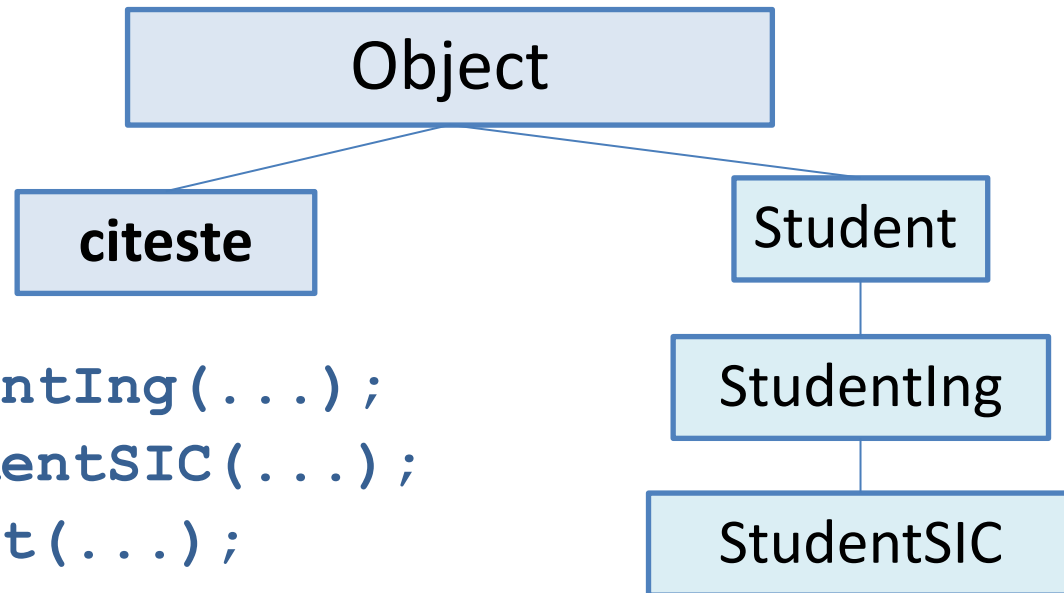 Object
citeste
Student
ntIng(...);
StudentIng
entSIC(...);
t(...);
StudentSIC